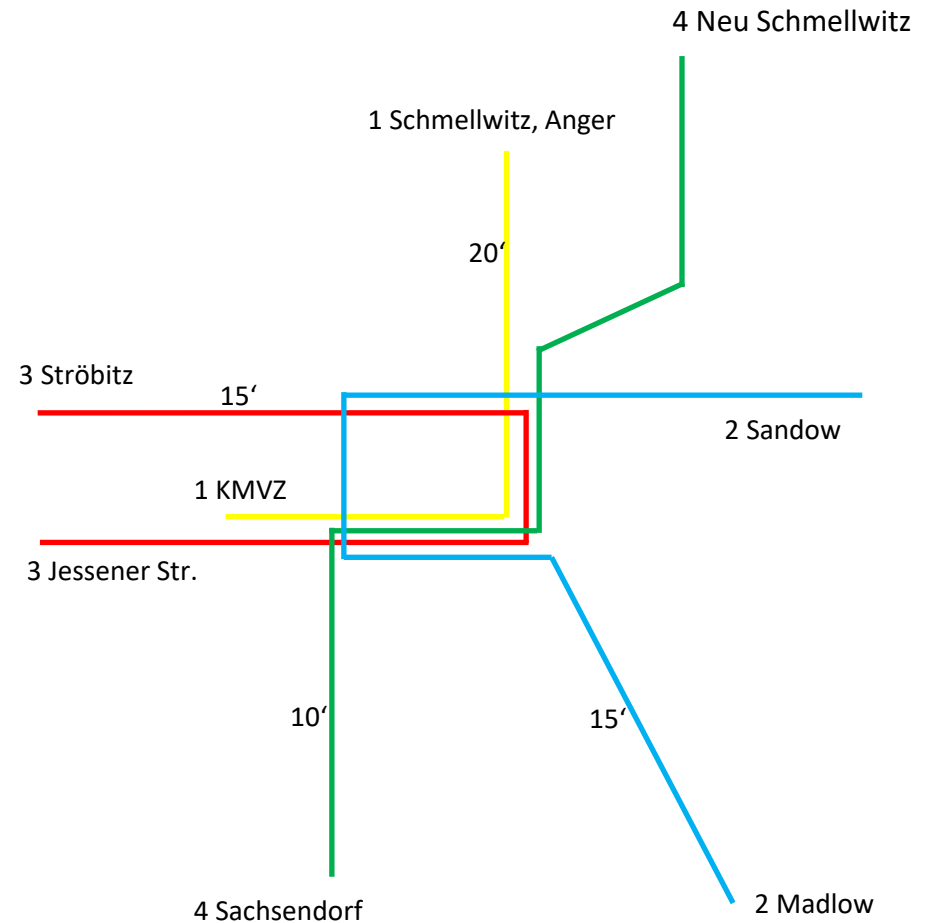 4 Neu Schmellwitz
1 Schmellwitz, Anger
20‘
3 Ströbitz
15‘
2 Sandow
1 KMVZ
3 Jessener Str.
10‘
15‘
4 Sachsendorf
2 Madlow